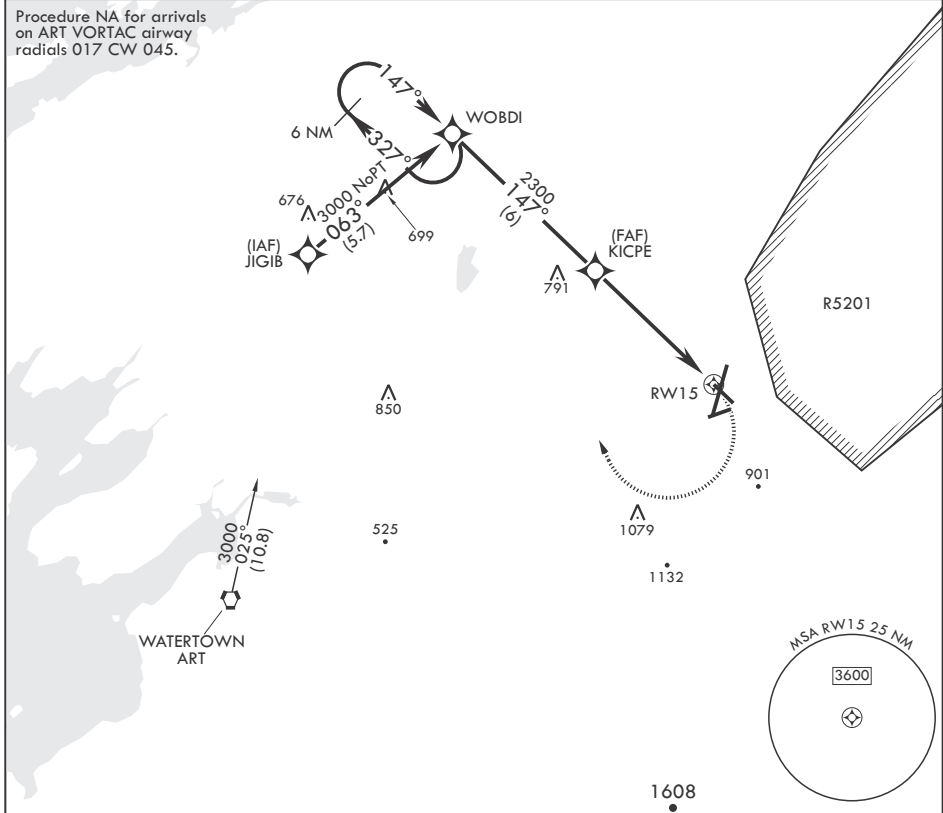 Procedure NA for arrivals
on ART VORTAC airway
radials 017 CW 045.
147°
WOBDI
6 NM
327°
3000 NoPT
063°
(5.7)
676
699
(IAF)
JIGIB
2300
147°
(6)
(FAF)
KICPE
791
R5201
850
RW15
901
1079
525
1132
3000
025°
(10.8)
WATERTOWN
ART
MSA RW15 25 NM
3600
1608